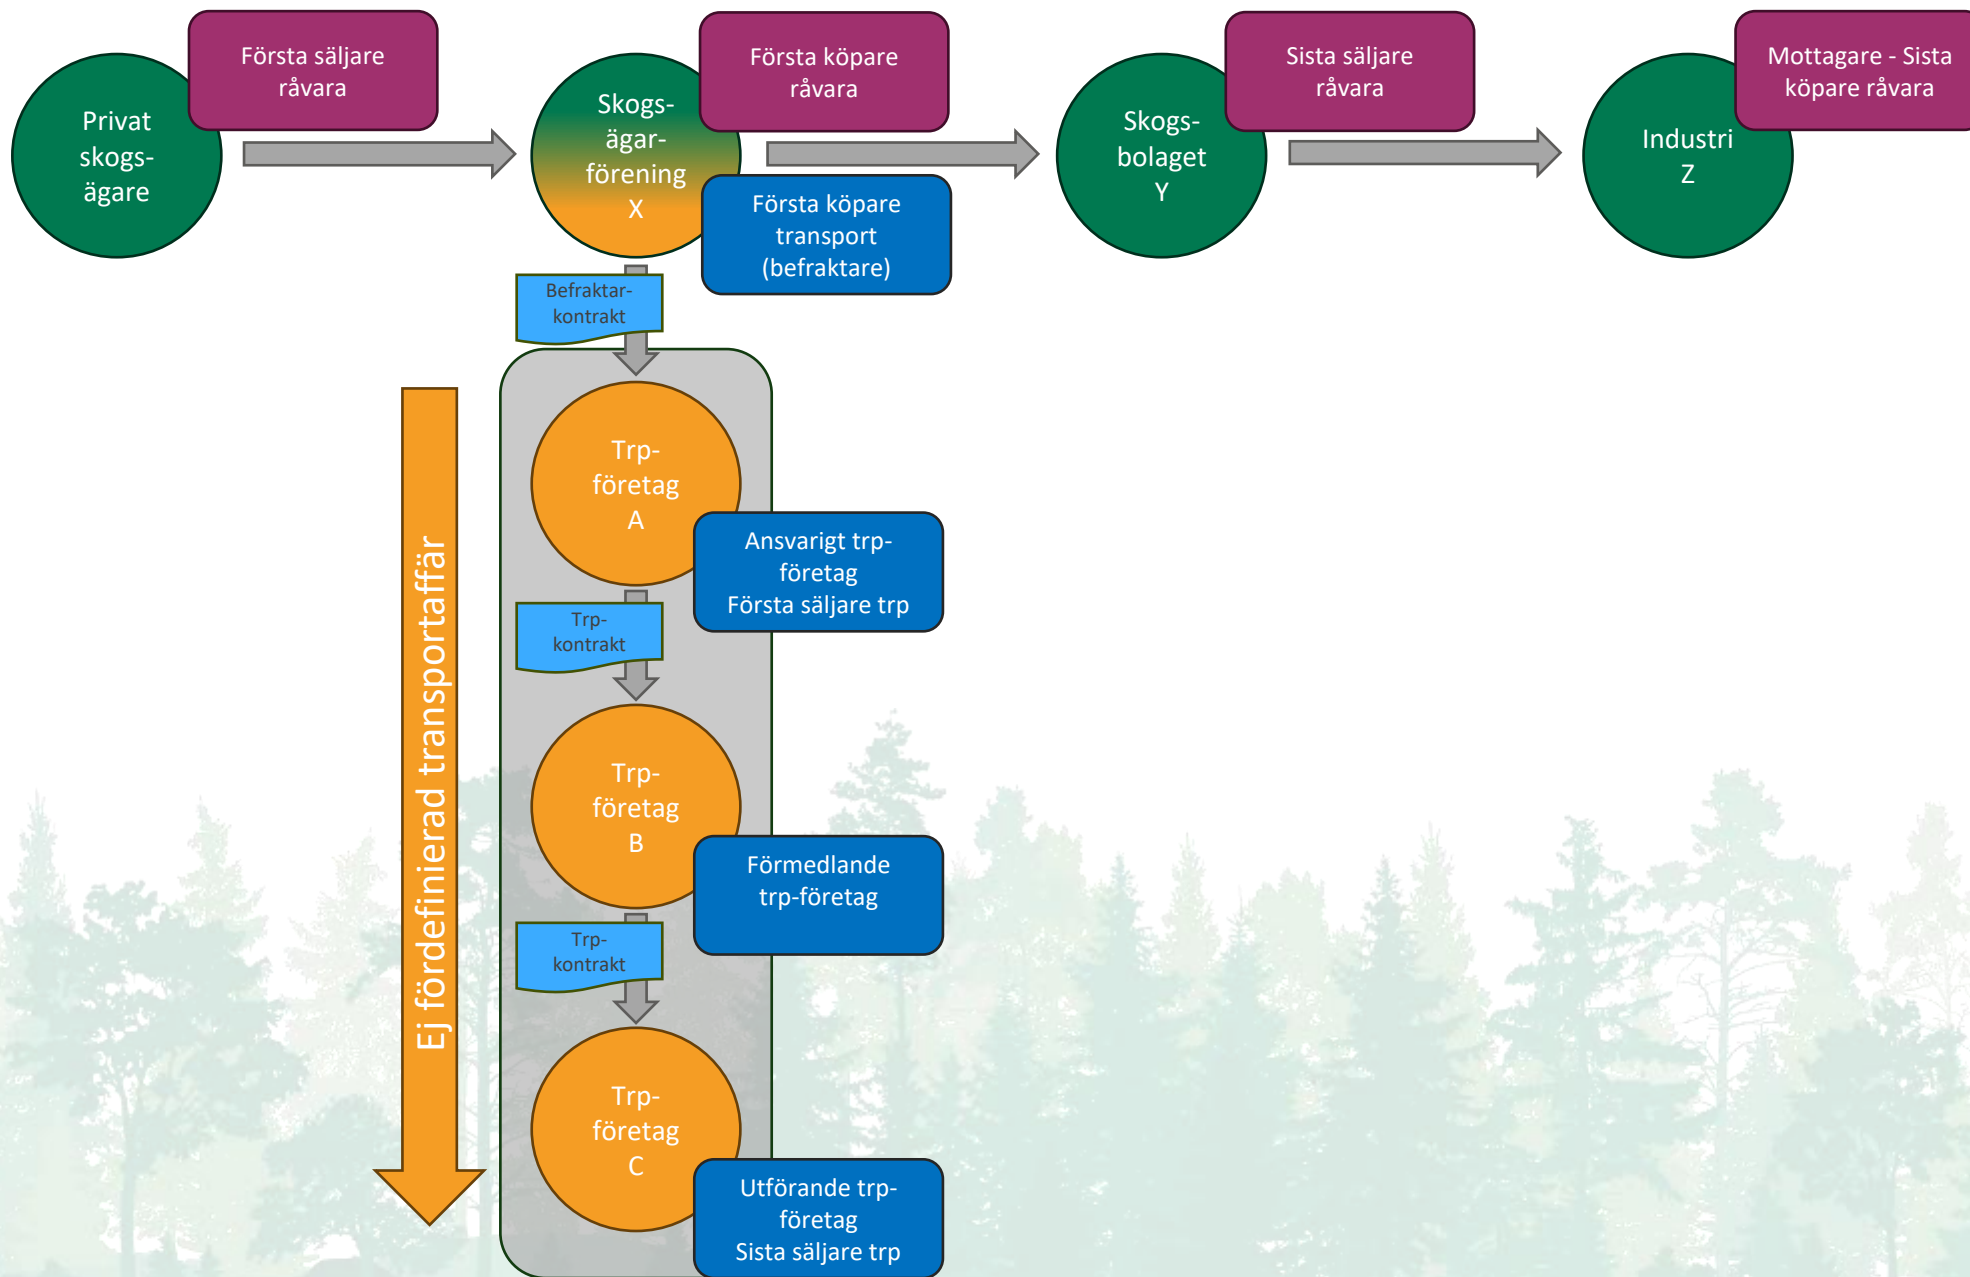 Första säljare
råvara
Första köpare
råvara
Sista säljare
råvara
Mottagare - Sista
köpare råvara
Privat
skogs-
ägare
Skogs-
ägar-
förening
X
Skogs-
bolaget
Y
Industri
Z
Första köpare
transport
(befraktare)
Befraktar-
kontrakt
Ej fördefinierad transportaffär
Trp-
företag
A
Ansvarigt trp-
företag
Första säljare trp
Trp-
kontrakt
Trp-
företag
B
Förmedlande
trp-företag
Trp-
kontrakt
Trp-
företag
C
Utförande trp-
företag
Sista säljare trp